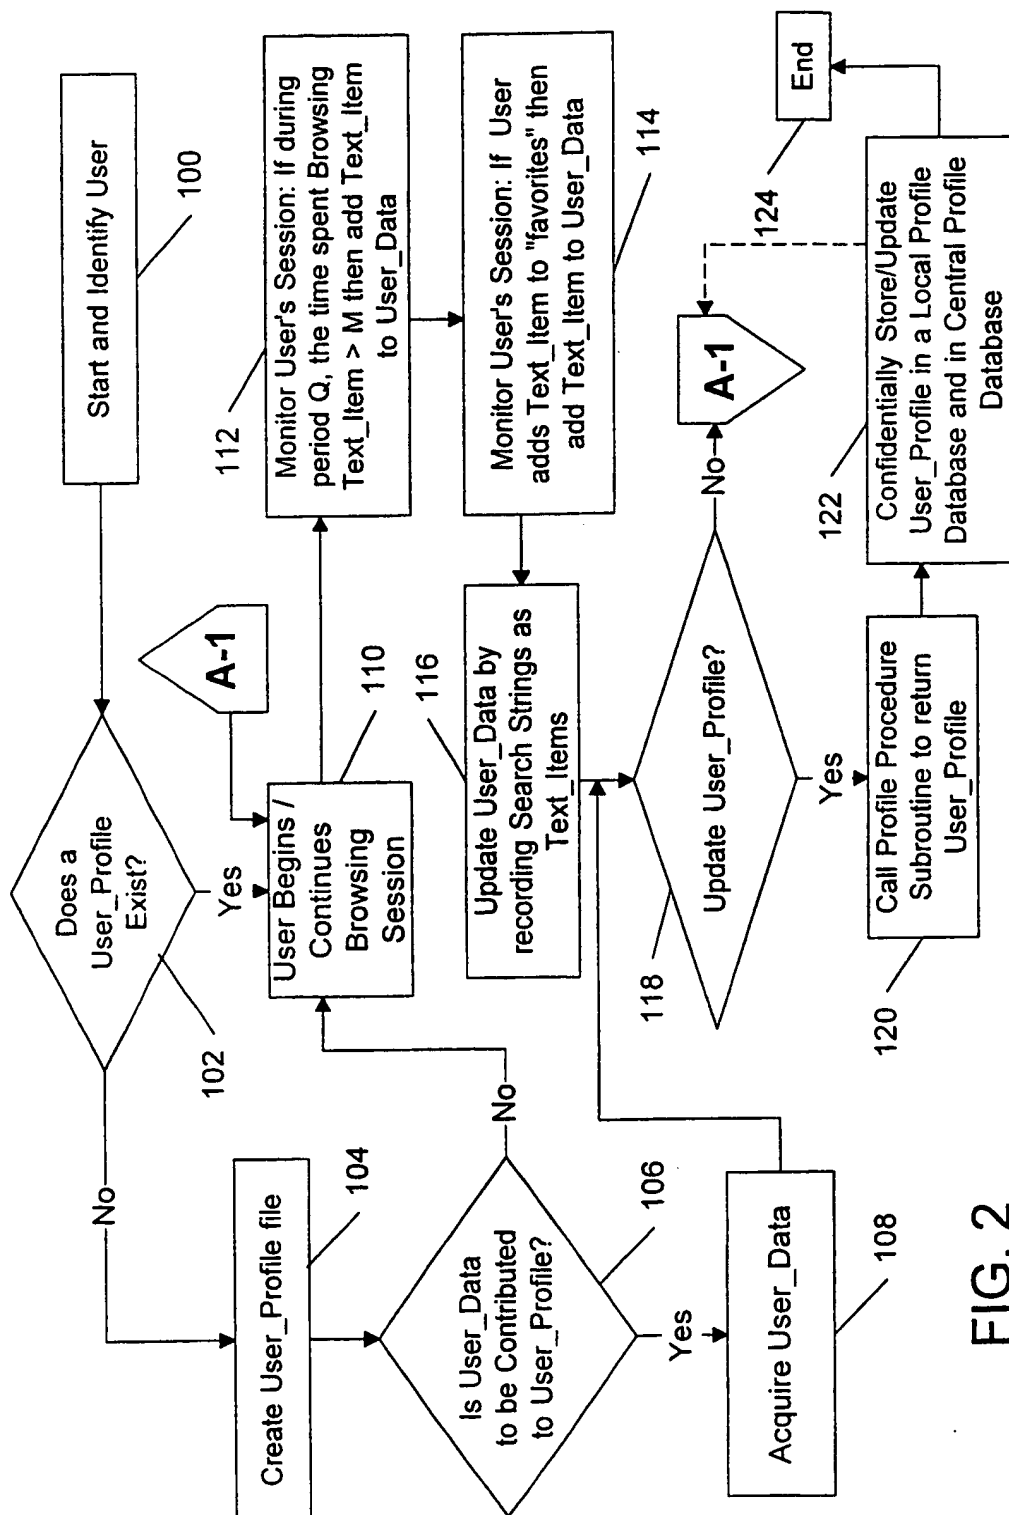 Start and Identify User
100
Does a
User_Profile
Exist?
102
No
Yes
Create User_Profile file
104
Is User_Data
to be Contributed
to User_Profile?
106
No
Yes
Acquire User_Data
108
A-1
User Begins /
Continues
Browsing
Session
110
112
Monitor User's Session: If during
period Q, the time spent Browsing
Text_Item > M then add Text_Item
to User_Data
Monitor User's Session: If User
adds Text_Item to "favorites" then
add Text_Item to User_Data
114
116
Update User_Data by
recording Search Strings as
Text_Items
118
Update User_Profile?
No
A-1
Yes
Call Profile Procedure
Subroutine to return
User_Profile
120
122
Confidentially Store/Update
User_Profile in a Local Profile
Database and in Central Profile
Database
124
End
FIG. 2